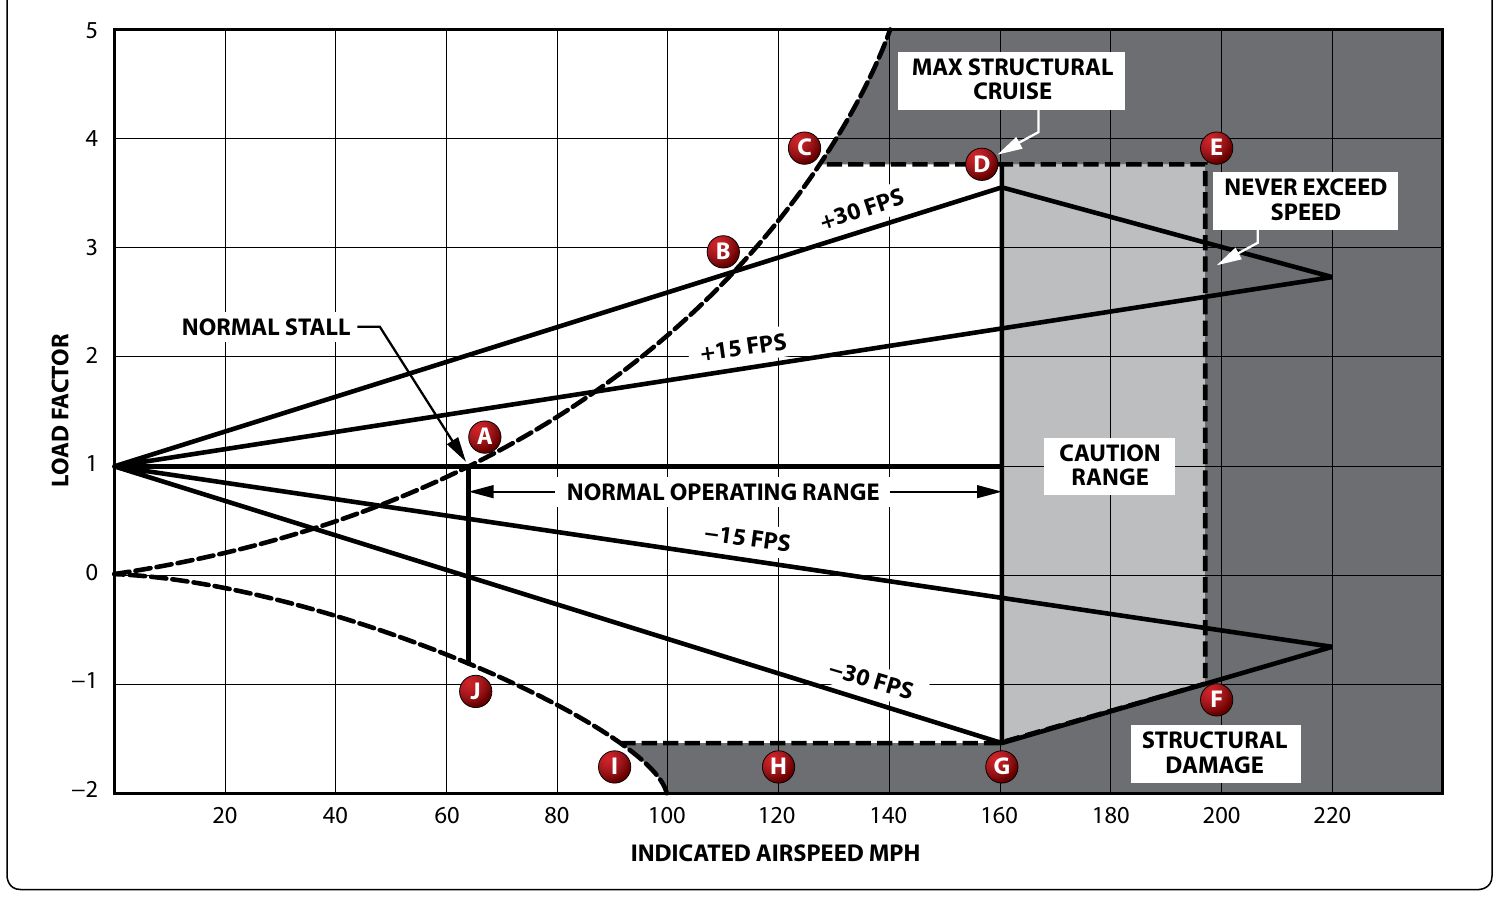 5
4
3
2
1
0
−1
−2
LOAD FACTOR
MAX STRUCTURAL
CRUISE
C
D
E
NEVER EXCEED
SPEED
+30 FPS
B
NORMAL STALL
+15 FPS
A
CAUTION
RANGE
NORMAL OPERATING RANGE
−15 FPS
−30 FPS
J
F
STRUCTURAL
DAMAGE
I
H
G
20 40 60 80 100 120 140 160 180 200 220
INDICATED AIRSPEED MPH